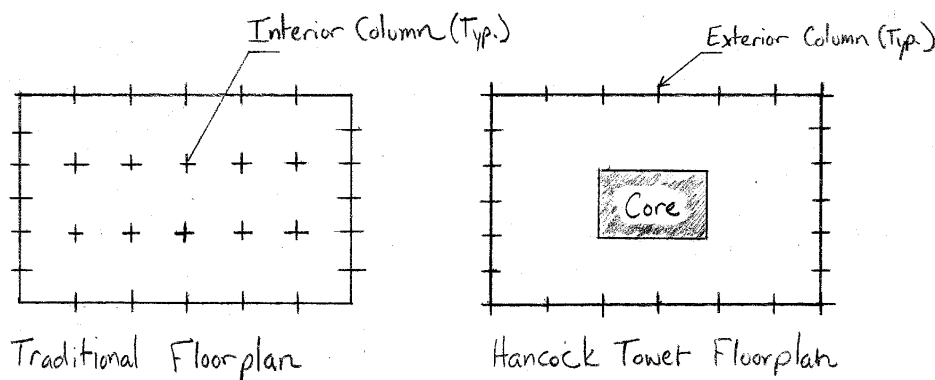 Interior Column (Typ.)
Exterior Column (Typ.)
Core
Traditional Floorplan
Hancock Tower Floorplan